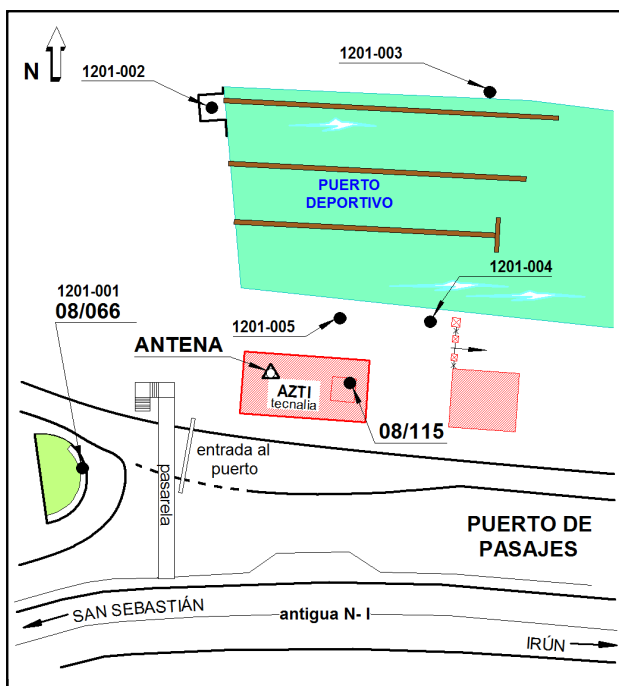 N
1201-002
1201-003
PUERTO
DEPORTIVO
1201-004
1201-001
08/066
1201-005
ANTENA
AZTI
tecnalia
08/115
entrada al
puerto
pasarela
PUERTO DE
PASAJES
SAN SEBASTIÁN
antigua N- I
IRÚN